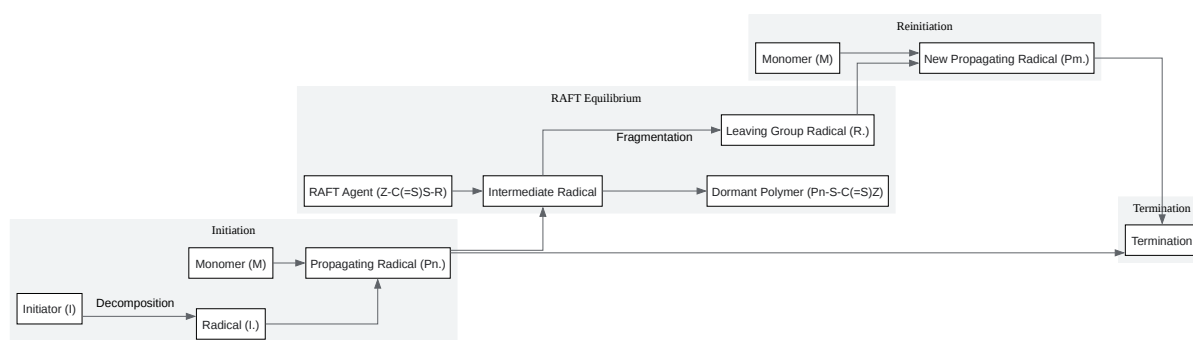 Reinitiation
Monomer (M)
New Propagating Radical (Pm.)
RAFT Equilibrium
Leaving Group Radical (R.)
Fragmentation
RAFT Agent (Z-C(=S)S-R)
Intermediate Radical
Dormant Polymer (Pn-S-C(=S)Z)
Termination
Termination
Initiation
Monomer (M)
Propagating Radical (Pn.)
Initiator (I)
Decomposition
Radical (I.)